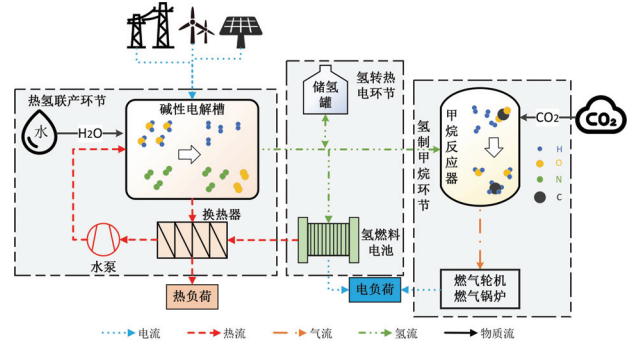 热氢联产环节
水
H2O
碱性电解槽
换热器
水泵
热负荷
氢转热
电环节
储氢
罐
氢燃料
电池
电负荷
氢制甲烷环节
甲烷反应器
CO2
CO2
H
O
N
C
燃气轮机
燃气锅炉
电流
热流
气流
氢流
物质流